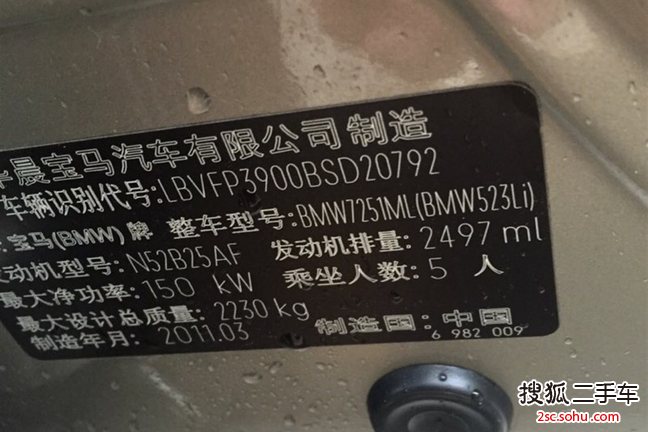 华晨宝马汽车有限公司制造
车辆识别代号:LBVFP3900BSD20792
宝马(BMW)牌 整车型号:BMW7251ML(BMW523Li)
发动机型号:N52B25AF 发动机排量:2497 ml
最大净功率:150 kW 乘坐人数:5 人
最大设计总质量:2230 kg
制造年月:2011.03 制造国:中国
6 982 009
搜狐二手车
2sc.sohu.com